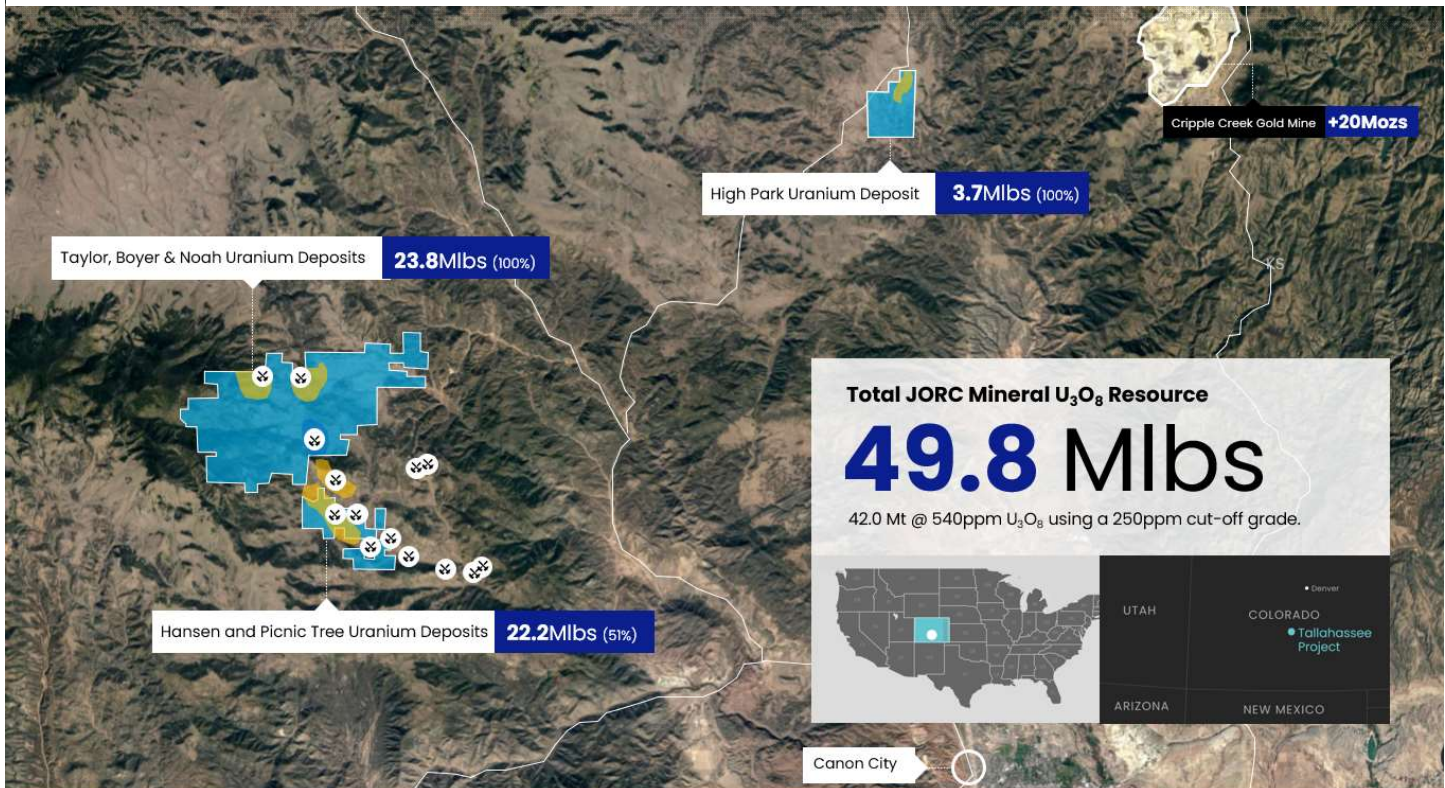 Cripple Creek Gold Mine +20Mozs
High Park Uranium Deposit 3.7Mlbs (100%)
Taylor, Boyer & Noah Uranium Deposits 23.8Mlbs (100%)
KS
Total JORC Mineral U₃O₈ Resource
49.8 Mlbs
42.0 Mt @ 540ppm U₃O₈ using a 250ppm cut-off grade.
Hansen and Picnic Tree Uranium Deposits 22.2Mlbs (51%)
Denver
UTAH
COLORADO
Tallahassee
Project
ARIZONA
NEW MEXICO
Canon City